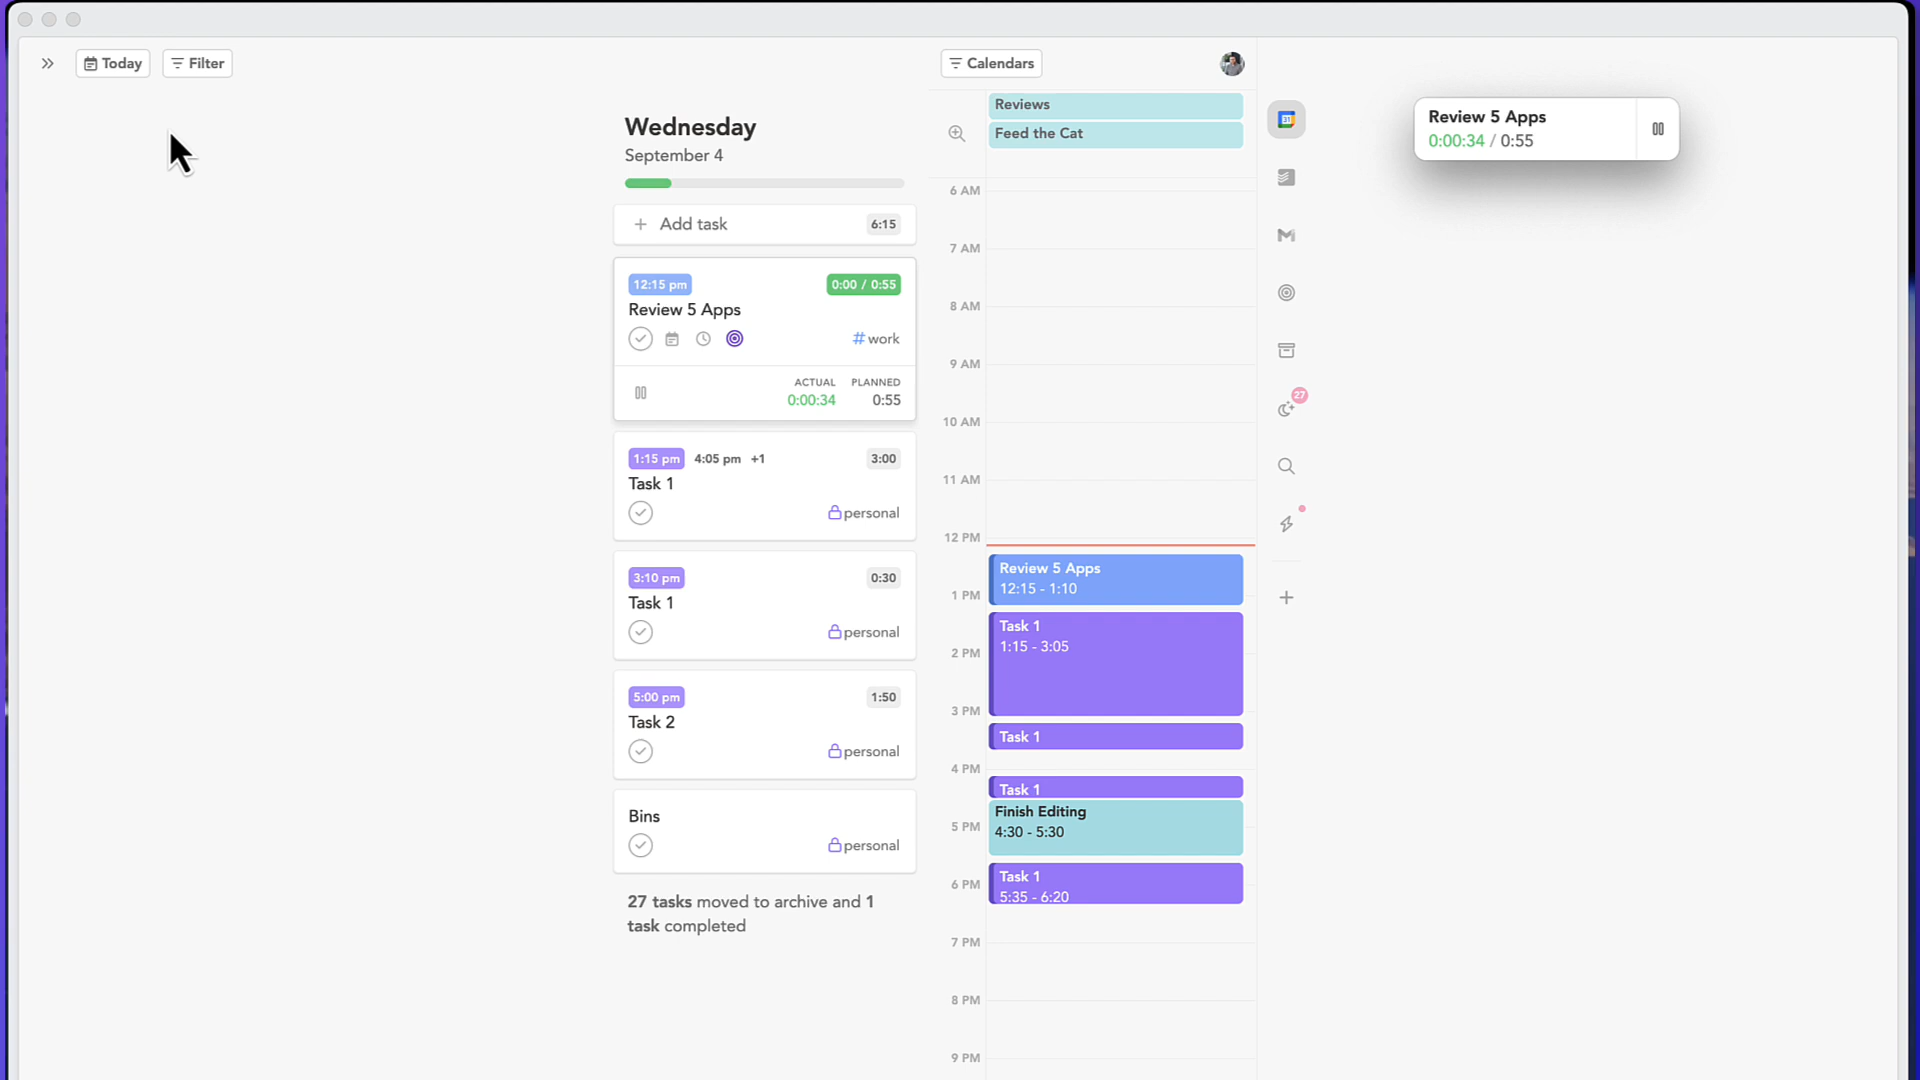 Today
Filter
Wednesday
September 4
Add task
6:15
12:15 pm
0:00 / 0:55
Review 5 Apps
# work
ACTUAL
PLANNED
0:00:34
0:55
1:15 pm
4:05 pm
+1
3:00
Task 1
personal
3:10 pm
0:30
Task 1
personal
5:00 pm
1:50
Task 2
personal
Bins
personal
27 tasks moved to archive and 1
task completed
Calendars
Reviews
Feed the Cat
6 AM
7 AM
8 AM
9 AM
10 AM
11 AM
12 PM
Review 5 Apps
12:15 - 1:10
1 PM
Task 1
1:15 - 3:05
2 PM
3 PM
Task 1
4 PM
Task 1
Finish Editing
4:30 - 5:30
5 PM
Task 1
5:35 - 6:20
6 PM
7 PM
8 PM
9 PM
31
27
Review 5 Apps
0:00:34 / 0:55